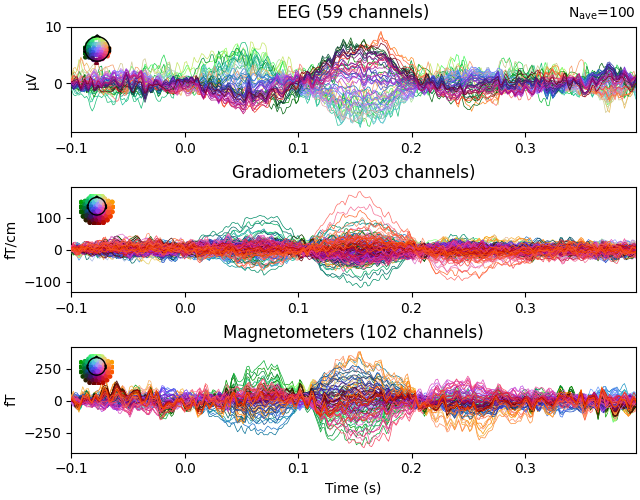 EEG (59 channels)
Nave=100
10
0
µV
−0.1 0.0 0.1 0.2 0.3
Gradiometers (203 channels)
100
0
−100
fT/cm
−0.1 0.0 0.1 0.2 0.3
Magnetometers (102 channels)
250
0
−250
fT
−0.1 0.0 0.1 0.2 0.3
Time (s)